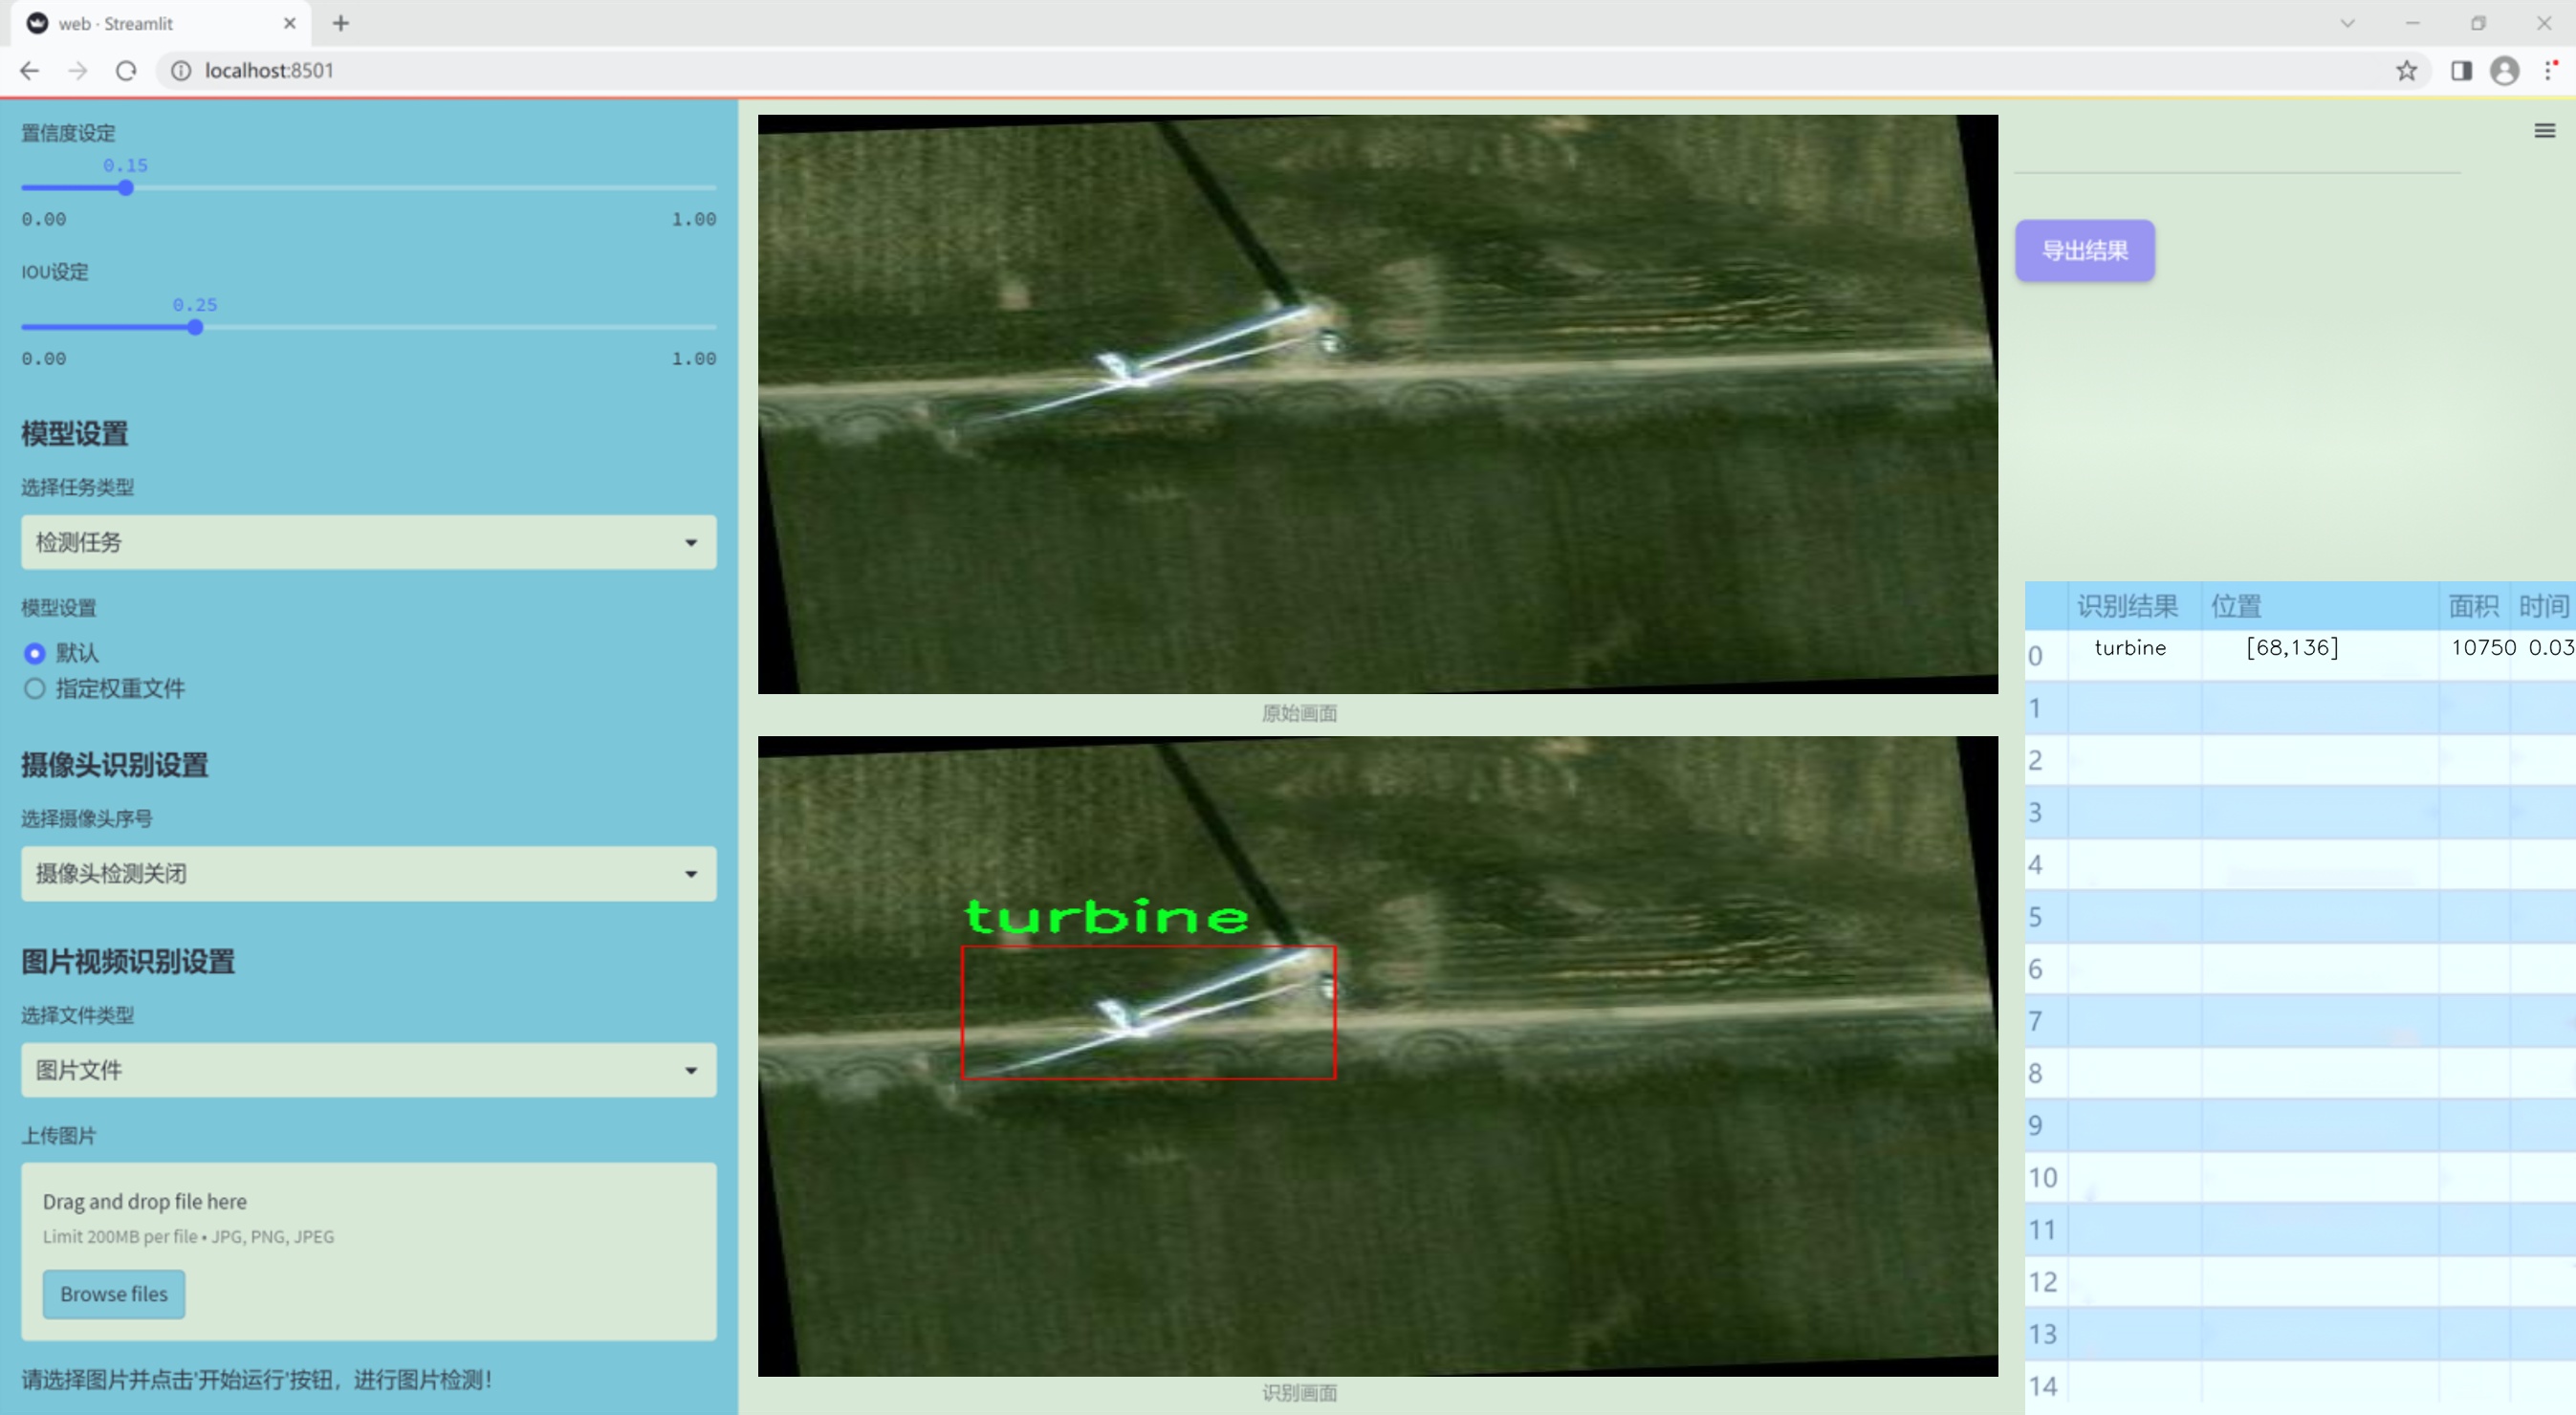 web · Streamlit
localhost:8501
置信度设定
0.15
0.00 1.00
IOU设定
0.25
0.00 1.00
模型设置
选择任务类型
检测任务
模型设置
默认
指定权重文件
摄像头识别设置
选择摄像头序号
摄像头检测关闭
图片视频识别设置
选择文件类型
图片文件
上传图片
Drag and drop file here
Limit 200MB per file • JPG, PNG, JPEG
Browse files
请选择图片并点击'开始运行'按钮，进行图片检测！
原始画面
turbine
识别画面
导出结果
识别结果 位置 面积 时间
0 turbine [68,136] 10750 0.03
1
2
3
4
5
6
7
8
9
10
11
12
13
14